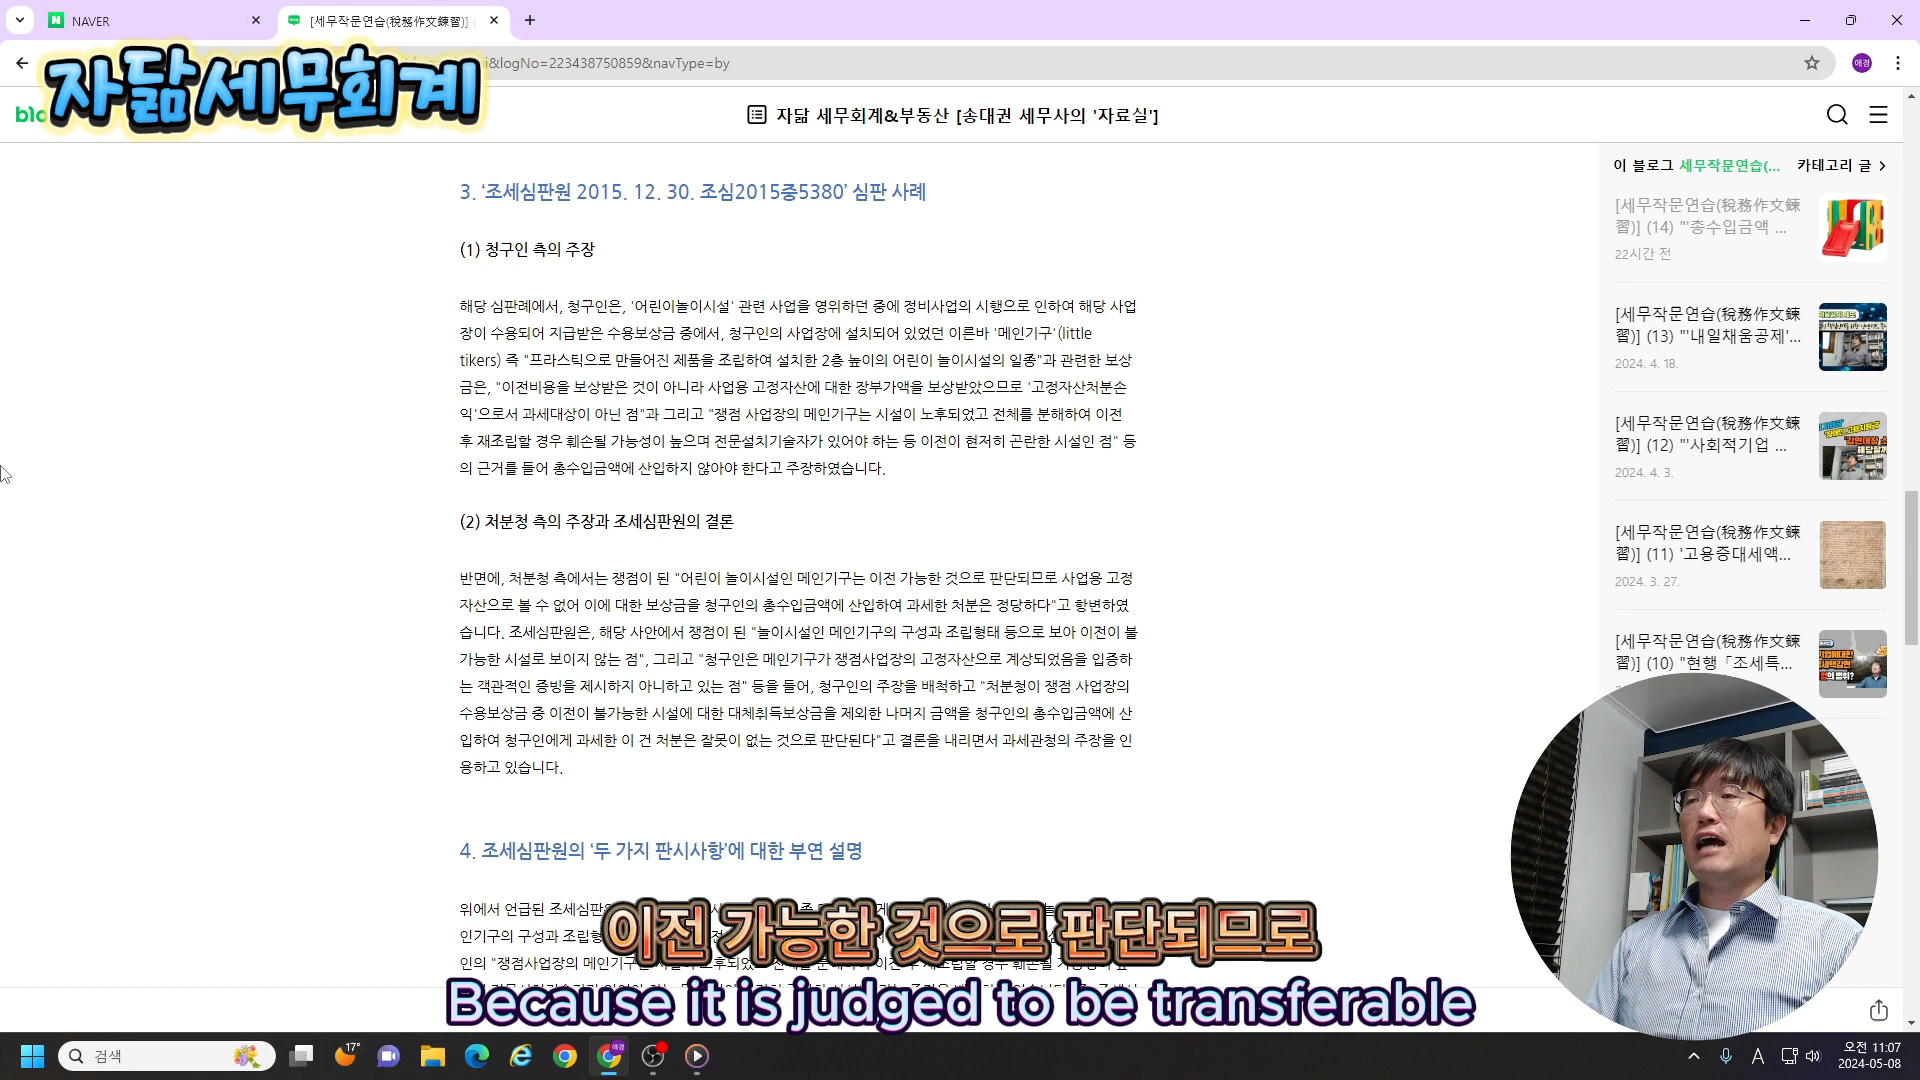 NAVER
[세무작문연습(稅務作文鍊習)]
자닮세무회계
i&logNo=223438750859&navType=by
애경
자닮 세무회계&부동산 [송대권 세무사의 '자료실']
3. ‘조세심판원 2015. 12. 30. 조심2015중5380’ 심판 사례
(1) 청구인 측의 주장
해당 심판례에서, 청구인은, '어린이놀이시설' 관련 사업을 영위하던 중에 정비사업의 시행으로 인하여 해당 사업
장이 수용되어 지급받은 수용보상금 중에서, 청구인의 사업장에 설치되어 있었던 이른바 '메인기구'(little
tikers) 즉 "프라스틱으로 만들어진 제품을 조립하여 설치한 2층 높이의 어린이 놀이시설의 일종"과 관련한 보상
금은, "이전비용을 보상받은 것이 아니라 사업용 고정자산에 대한 장부가액을 보상받았으므로 '고정자산처분손
익'으로서 과세대상이 아닌 점"과 그리고 "쟁점 사업장의 메인기구는 시설이 노후되었고 전체를 분해하여 이전
후 재조립할 경우 훼손될 가능성이 높으며 전문설치기술자가 있어야 하는 등 이전이 현저히 곤란한 시설인 점" 등
의 근거를 들어 총수입금액에 산입하지 않아야 한다고 주장하였습니다.
(2) 처분청 측의 주장과 조세심판원의 결론
반면에, 처분청 측에서는 쟁점이 된 "어린이 놀이시설인 메인기구는 이전 가능한 것으로 판단되므로 사업용 고정
자산으로 볼 수 없어 이에 대한 보상금을 청구인의 총수입금액에 산입하여 과세한 처분은 정당하다"고 항변하였
습니다. 조세심판원은, 해당 사안에서 쟁점이 된 "놀이시설인 메인기구의 구성과 조립형태 등으로 보아 이전이 불
가능한 시설로 보이지 않는 점", 그리고 "청구인은 메인기구가 쟁점사업장의 고정자산으로 계상되었음을 입증하
는 객관적인 증빙을 제시하지 아니하고 있는 점" 등을 들어, 청구인의 주장을 배척하고 "처분청이 쟁점 사업장의
수용보상금 중 이전이 불가능한 시설에 대한 대체취득보상금을 제외한 나머지 금액을 청구인의 총수입금액에 산
입하여 청구인에게 과세한 이 건 처분은 잘못이 없는 것으로 판단된다"고 결론을 내리면서 과세관청의 주장을 인
용하고 있습니다.
4. 조세심판원의 ‘두 가지 판시사항’에 대한 부연 설명
위에서 언급된 조세심판
인기구의 구성과 조립형
인의 "쟁점사업장의 메인기구
이전 가능한 것으로 판단되므로
Because it is judged to be transferable
이 블로그 세무작문연습(... 카테고리 글
[세무작문연습(稅務作文鍊
習)] (14) "'총수입금액 ...
22시간 전
[세무작문연습(稅務作文鍊
習)] (13) "'내일채움공제'...
2024. 4. 18.
[세무작문연습(稅務作文鍊
習)] (12) "'사회적기업 ...
2024. 4. 3.
[세무작문연습(稅務作文鍊
習)] (11) '고용증대세액...
2024. 3. 27.
[세무작문연습(稅務作文鍊
習)] (10) "현행 「조세특...
검색
17°
애경
A
오전 11:07
2024-05-08